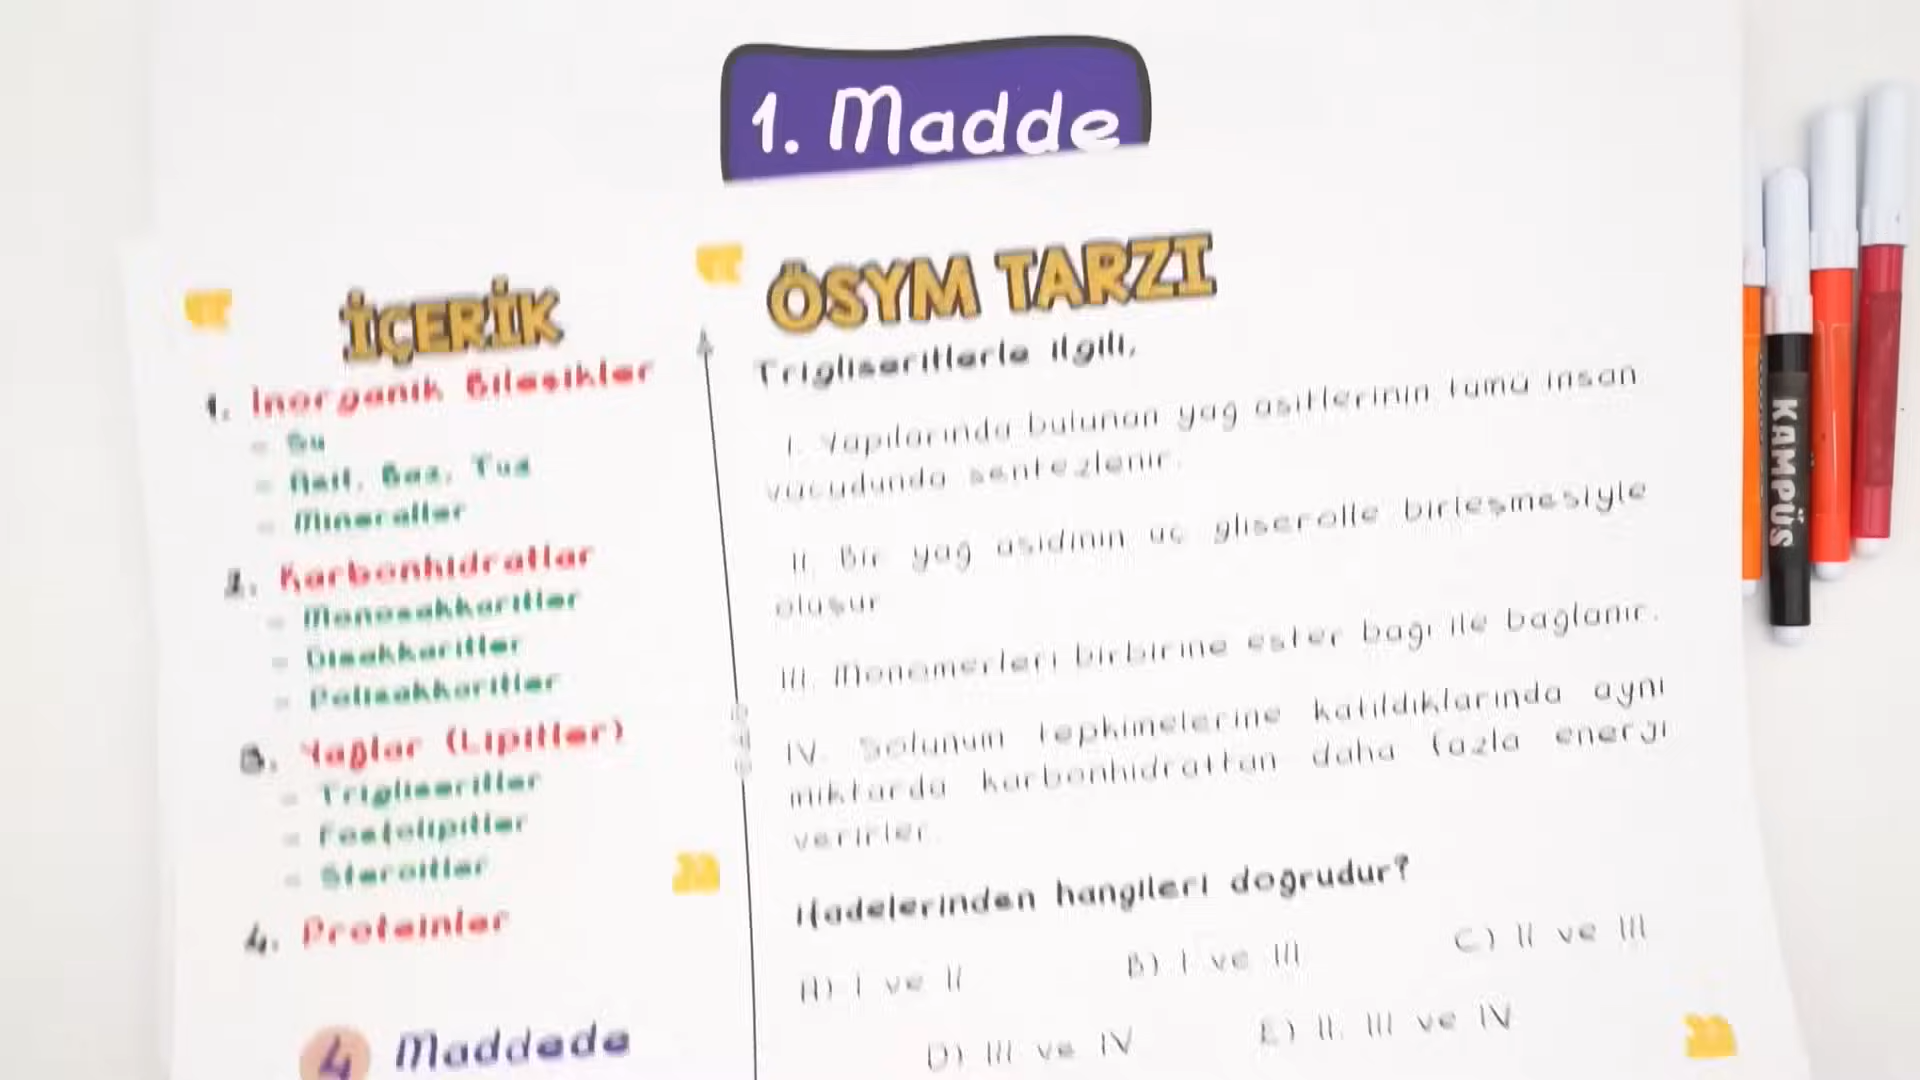 1. Madde
İÇERİK
1. İnorganik Bileşikler
- Su
- Asit, Baz, Tuz
- Mineraller
2. Karbonhidratlar
- Monosakkaritler
- Disakkaritler
- Polisakkaritler
3. Yağlar (Lipitler)
- Trigliseritler
- Fosfolipitler
- Steroitler
4. Proteinler
4 Maddede
ÖSYM TARZI
Trigliseritlerle ilgili,
I. Yapılarında bulunan yağ asitlerinin tümü insan
vücudunda sentezlenir.
II. Bir yağ asidinin üç gliserolle birleşmesiyle
oluşur
III. Monomerleri birbirine ester bağı ile bağlanır.
IV. Solunum tepkimelerine katıldıklarında aynı
miktarda karbonhidrattan daha fazla enerji
verirler.
ifadelerinden hangileri doğrudur?
A) I ve II
B) I ve III
C) II ve III
D) III ve IV
E) II, III ve IV
KAMPÜS